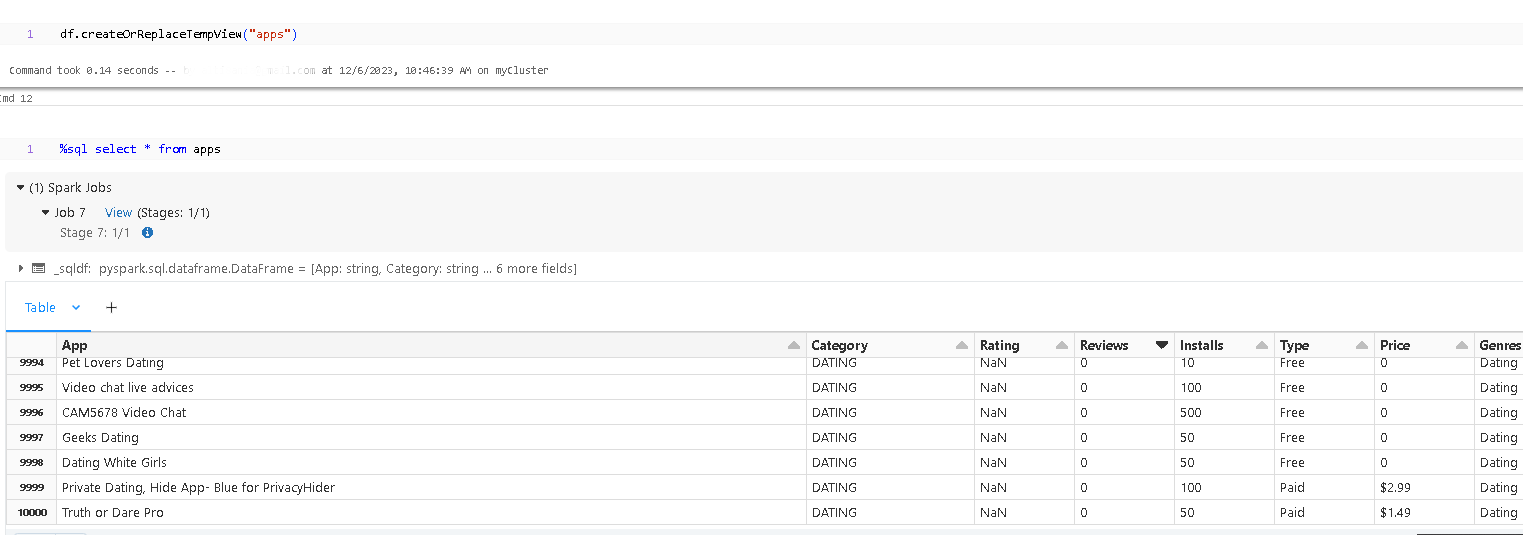 1 df.createOrReplaceTempView("apps")
Command took 0.14 seconds -- .com at 12/6/2023, 10:46:39 AM on myCluster
Cmd 12
1 %sql select * from apps
(1) Spark Jobs
Job 7 View (Stages: 1/1)
Stage 7: 1/1
_sqldf: pyspark.sql.dataframe.DataFrame = [App: string, Category: string ... 6 more fields]
Table +
App Category Rating Reviews Installs Type Price Genres
9994 Pet Lovers Dating DATING NaN 0 10 Free 0 Dating
9995 Video chat live advices DATING NaN 0 100 Free 0 Dating
9996 CAM5678 Video Chat DATING NaN 0 500 Free 0 Dating
9997 Geeks Dating DATING NaN 0 50 Free 0 Dating
9998 Dating White Girls DATING NaN 0 50 Free 0 Dating
9999 Private Dating, Hide App- Blue for PrivacyHider DATING NaN 0 100 Paid $2.99 Dating
10000 Truth or Dare Pro DATING NaN 0 50 Paid $1.49 Dating